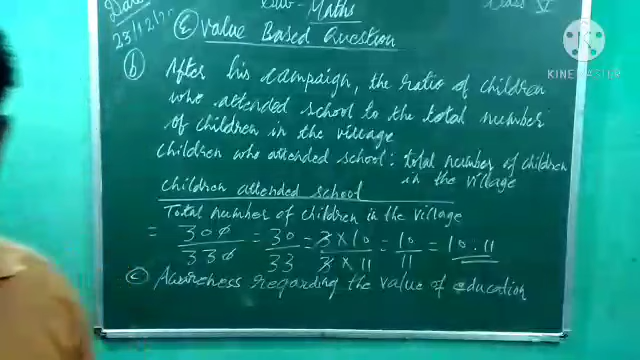 Sub - Maths
Class V
Date
23/12/2
(E) Value Based Question
(b) After his campaign, the ratio of children
who attended school to the total number
of children in the village
children who attended school : total number of children
in the village
children attended school
Total number of children in the village
= 300/330 = 30/33 = 3 x 10/3 x 11 = 10/11 = 10 : 11
(c) Awareness regarding the value of education
KINEMASTER